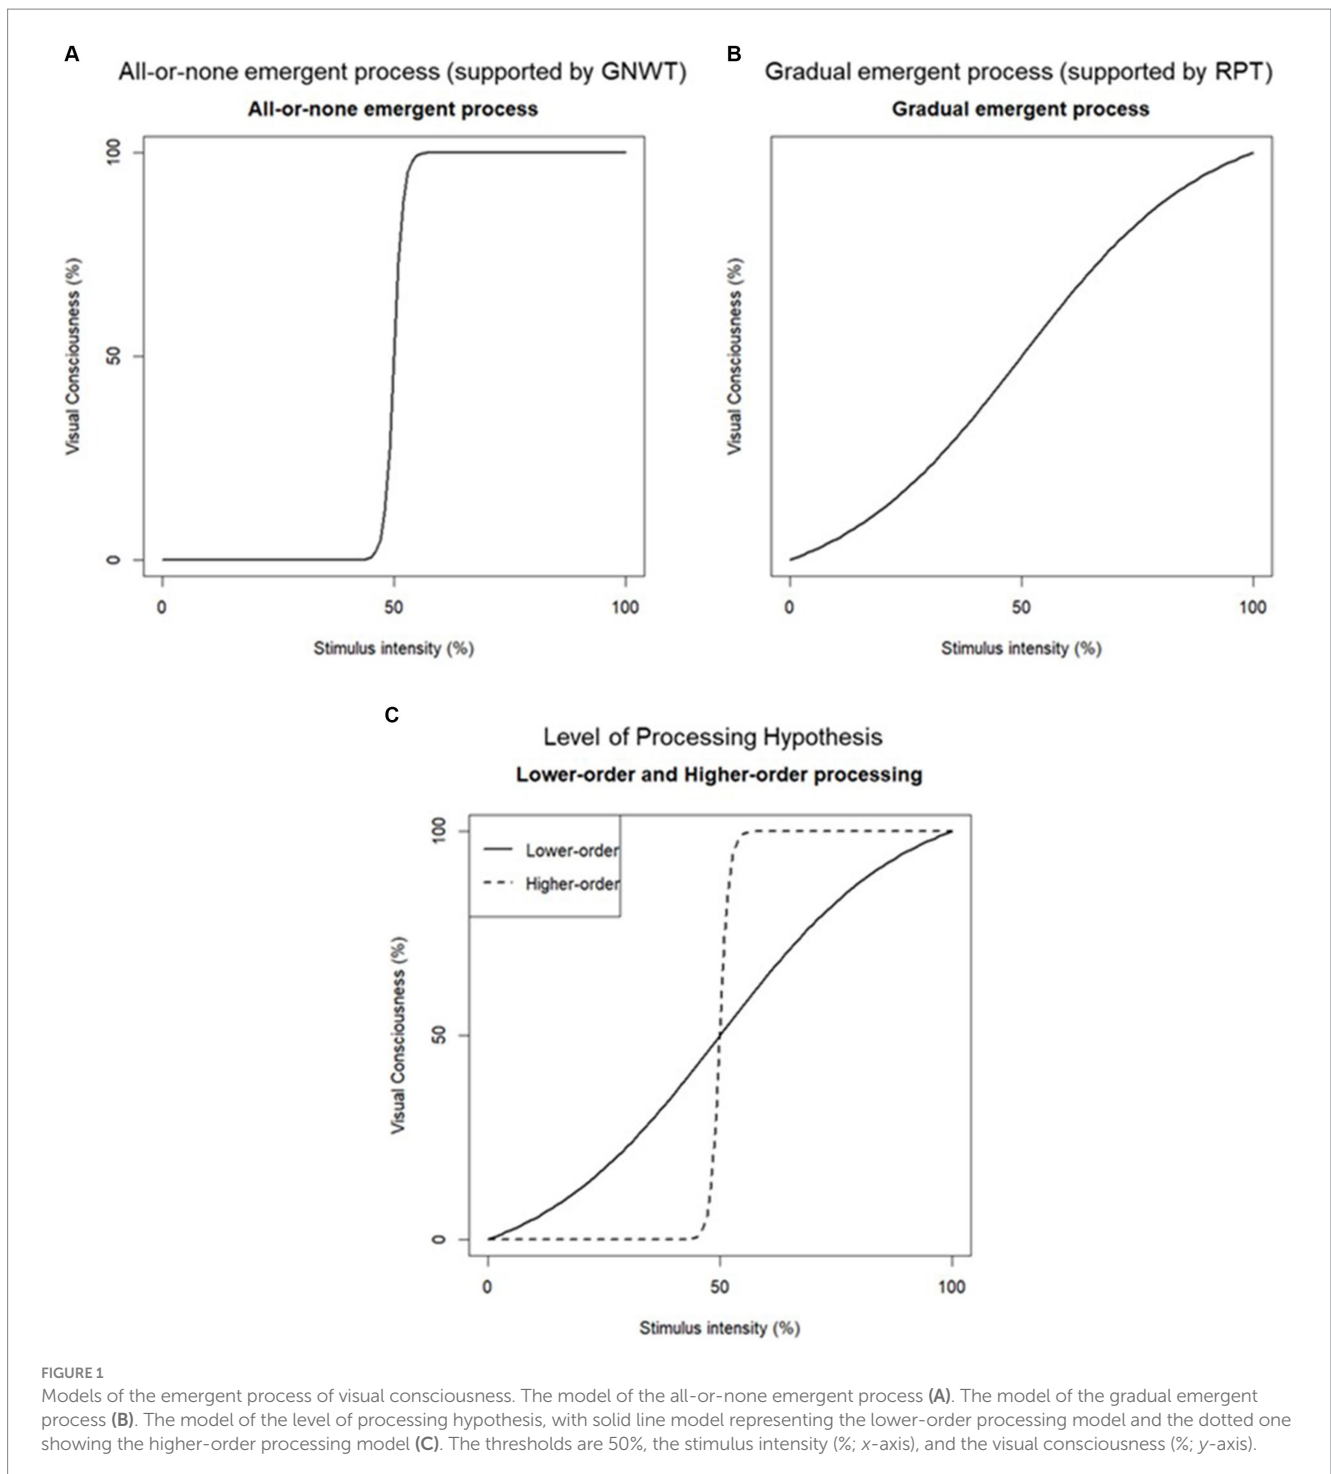 A
All-or-none emergent process (supported by GNWT)
All-or-none emergent process
100
50
0
Visual Consciousness (%)
0 50 100
Stimulus intensity (%)
B
Gradual emergent process (supported by RPT)
Gradual emergent process
Visual Consciousness (%)
0 50 100
Stimulus intensity (%)
C
Level of Processing Hypothesis
Lower-order and Higher-order processing
100
50
0
Visual Consciousness (%)
Lower-order
Higher-order
0 50 100
Stimulus intensity (%)
FIGURE 1
Models of the emergent process of visual consciousness. The model of the all-or-none emergent process (A). The model of the gradual emergent
process (B). The model of the level of processing hypothesis, with solid line model representing the lower-order processing model and the dotted one
showing the higher-order processing model (C). The thresholds are 50%, the stimulus intensity (%; x-axis), and the visual consciousness (%; y-axis).